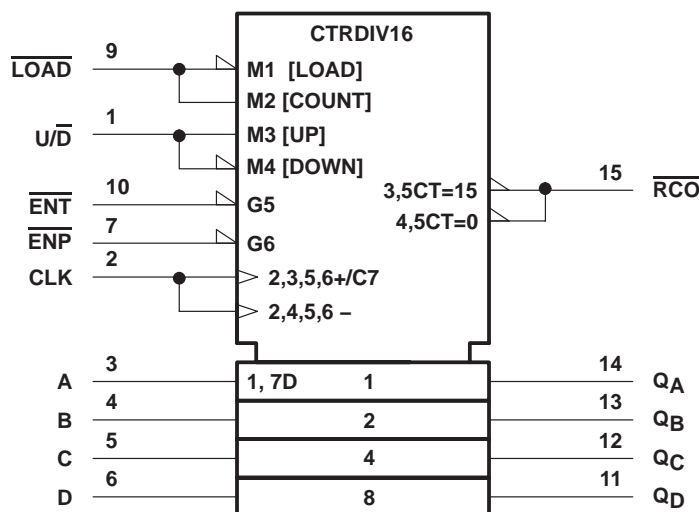 CTRDIV16
LOAD 9 M1 [LOAD]
M2 [COUNT]
U/D 1 M3 [UP]
M4 [DOWN]
ENT 10 G5
ENP 7 G6
CLK 2 2,3,5,6+/C7
2,4,5,6 –
3,5CT=15 15 RCO
4,5CT=0
A 3 1, 7D 1 14 QA
B 4 2 13 QB
C 5 4 12 QC
D 6 8 11 QD